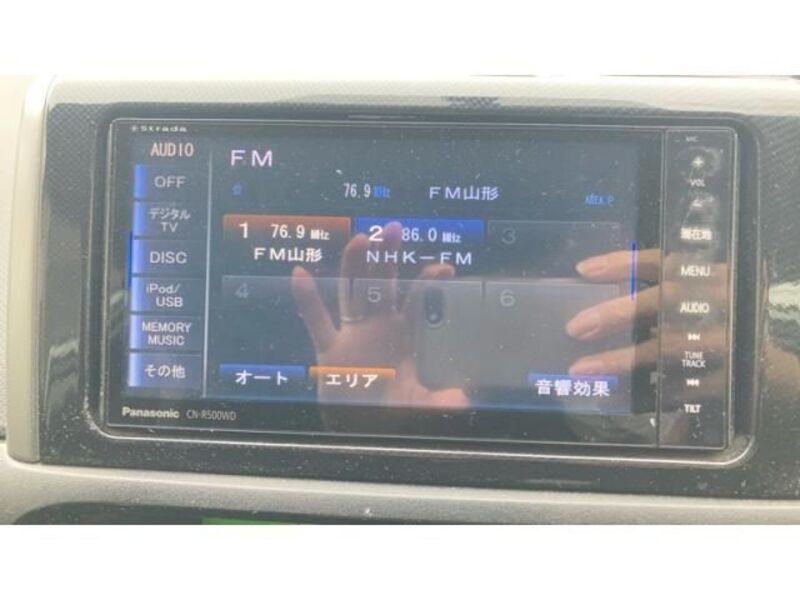 Strada
AUDIO
FM
OFF
76.9 MHz FM山形 AREA P
デジタル
TV
1 76.9 MHz
FM山形
2 86.0 MHz
NHK-FM
3
DISC
iPod/
USB
4
5
6
MEMORY
MUSIC
その他
オート
エリア
音響効果
Panasonic CN-R500WD
MIC
+
VOL
-
現在地
MENU
AUDIO
TUNE
TRACK
TILT